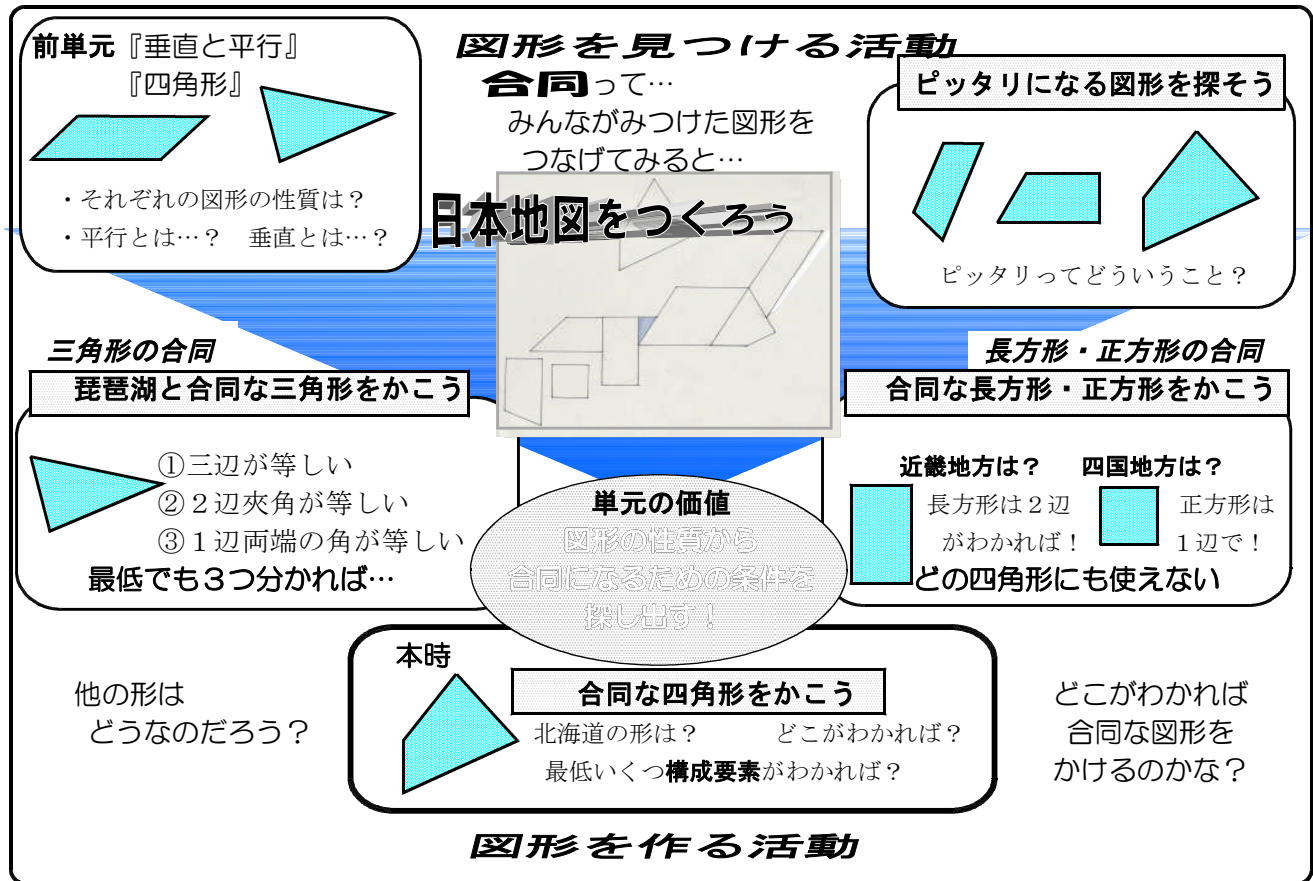 前単元『垂直と平行』
『四角形』
・それぞれの図形の性質は?
・平行とは…? 垂直とは…?
図形を見つける活動
合同って…
みんながみつけた図形を
つなげてみると…
日本地図をつくろう
ピッタリになる図形を探そう
ピッタリってどういうこと?
三角形の合同
琵琶湖と合同な三角形をかこう
①三辺が等しい
②2辺夾角が等しい
③1辺両端の角が等しい
最低でも3つ分かれば…
長方形・正方形の合同
合同な長方形・正方形をかこう
近畿地方は? 四国地方は?
長方形は2辺
がわかれば!
正方形は
1辺で!
どの四角形にも使えない
単元の価値
図形の性質から
合同になるための条件を
探し出す!
本時
合同な四角形をかこう
北海道の形は? どこがわかれば?
最低いくつ構成要素がわかれば?
他の形は
どうなのだろう?
どこがわかれば
合同な図形を
かけるのかな?
図形を作る活動